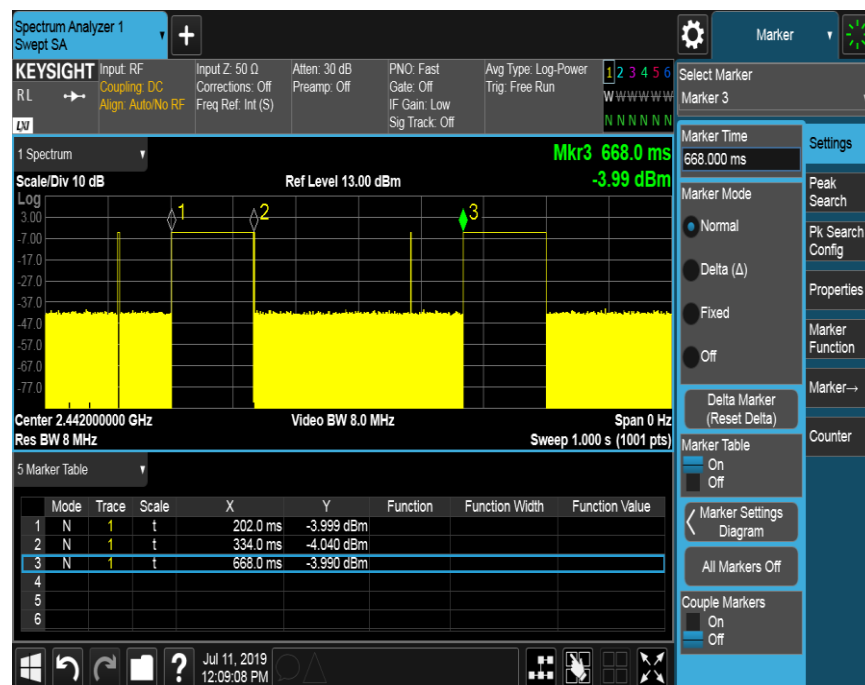 Spectrum Analyzer 1
Swept SA
+
Marker
KEYSIGHT
RL
LXI
Input: RF
Coupling: DC
Align: Auto/No RF
Input Z: 50 Ω
Corrections: Off
Freq Ref: Int (S)
Atten: 30 dB
Preamp: Off
PNO: Fast
Gate: Off
IF Gain: Low
Sig Track: Off
Avg Type: Log-Power
Trig: Free Run
1 2 3 4 5 6
W W W W W W
N N N N N N
Select Marker
Marker 3
1 Spectrum
Mkr3 668.0 ms
-3.99 dBm
Scale/Div 10 dB
Ref Level 13.00 dBm
Log
3.00
-7.00
-17.0
-27.0
-37.0
-47.0
-57.0
-67.0
-77.0
1
2
3
Center 2.442000000 GHz
Res BW 8 MHz
Video BW 8.0 MHz
Span 0 Hz
Sweep 1.000 s (1001 pts)
5 Marker Table
Mode Trace Scale X Y Function Function Width Function Value
1 N 1 t 202.0 ms -3.999 dBm
2 N 1 t 334.0 ms -4.040 dBm
3 N 1 t 668.0 ms -3.990 dBm
4
5
6
Marker Time
668.000 ms
Marker Mode
Normal
Delta (Δ)
Fixed
Off
Delta Marker
(Reset Delta)
Marker Table
On
Off
Marker Settings
Diagram
All Markers Off
Couple Markers
On
Off
Settings
Peak
Search
Pk Search
Config
Properties
Marker
Function
Marker→
Counter
?
Jul 11, 2019
12:09:08 PM